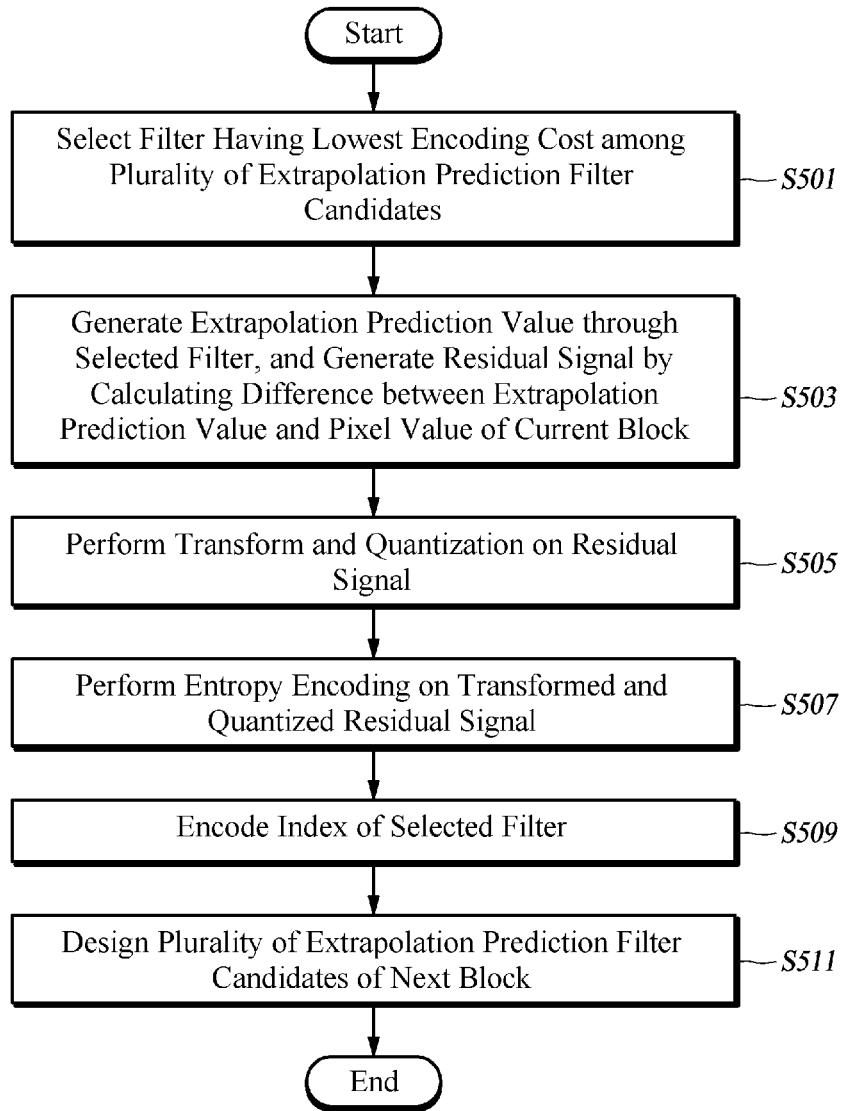 Start
Select Filter Having Lowest Encoding Cost among
Plurality of Extrapolation Prediction Filter
Candidates
S501
Generate Extrapolation Prediction Value through
Selected Filter, and Generate Residual Signal by
Calculating Difference between Extrapolation
Prediction Value and Pixel Value of Current Block
S503
Perform Transform and Quantization on Residual
Signal
S505
Perform Entropy Encoding on Transformed and
Quantized Residual Signal
S507
Encode Index of Selected Filter
S509
Design Plurality of Extrapolation Prediction Filter
Candidates of Next Block
S511
End